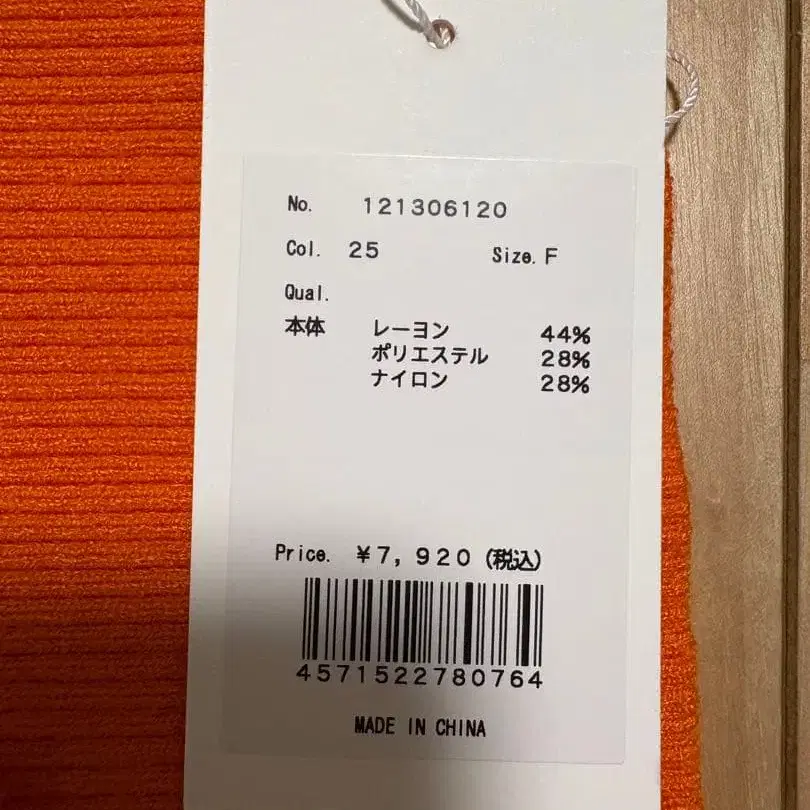 No. 121306120
Col. 25 Size. F
Qual.
本体 レーヨン 44%
ポリエステル 28%
ナイロン 28%
Price. ¥7,920 (税込)
4571522780764
MADE IN CHINA